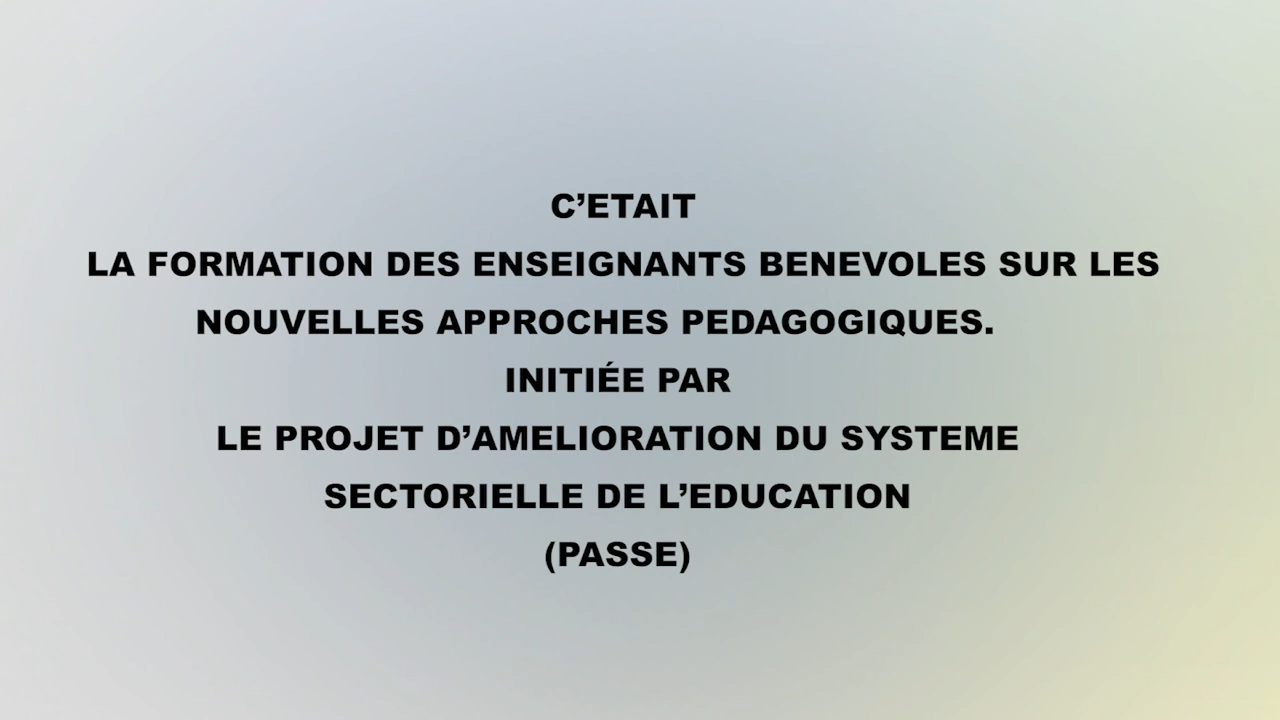 C’ETAIT
LA FORMATION DES ENSEIGNANTS BENEVOLES SUR LES
NOUVELLES APPROCHES PEDAGOGIQUES.
INITIÉE PAR
LE PROJET D’AMELIORATION DU SYSTEME
SECTORIELLE DE L’EDUCATION
(PASSE)